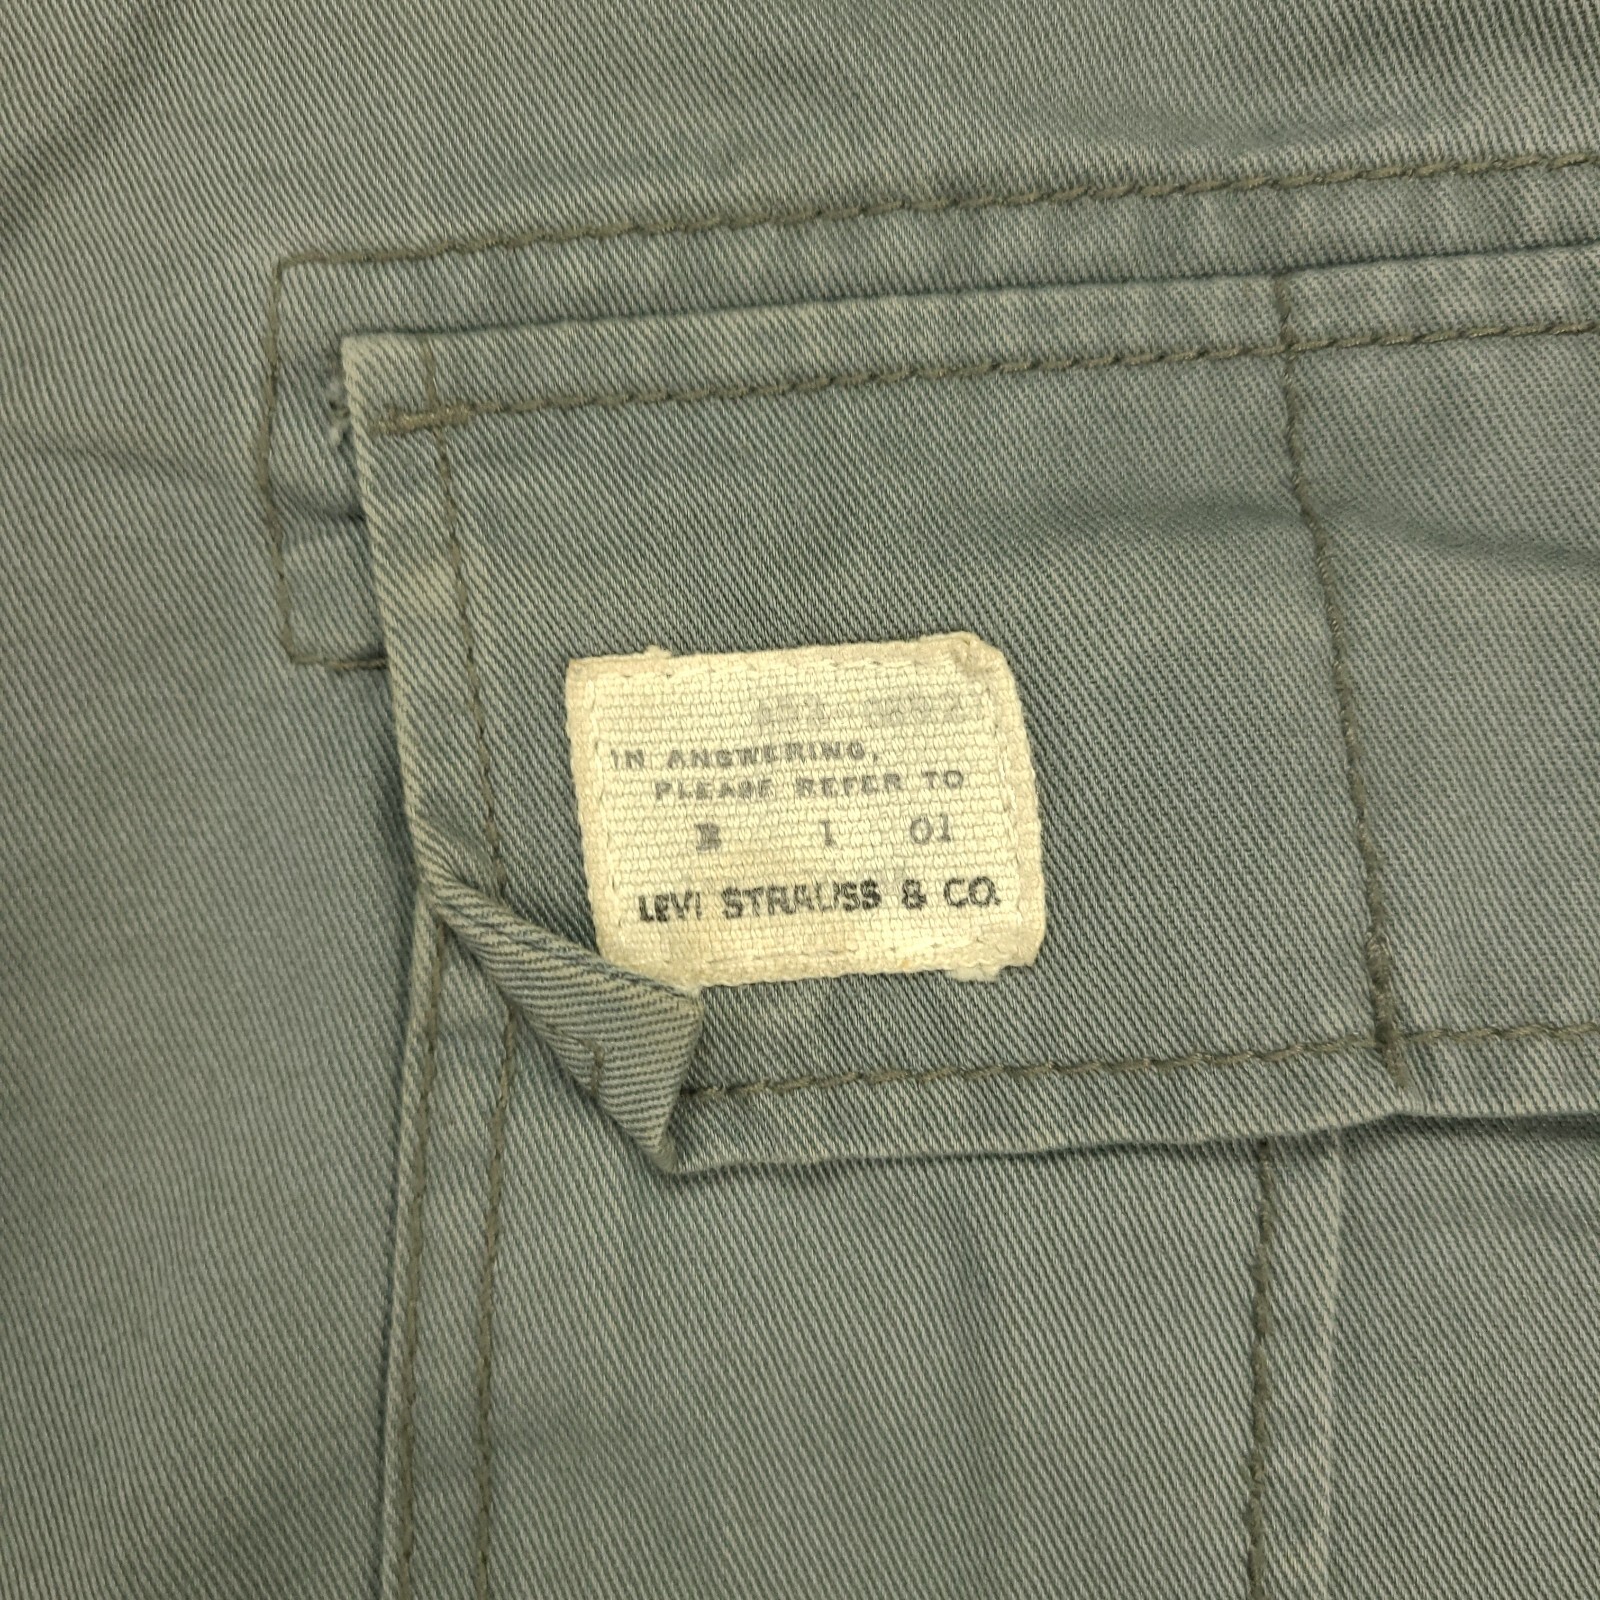 IN ANSWERING,
PLEASE REFER TO
B 1 01
LEVI STRAUSS & CO.